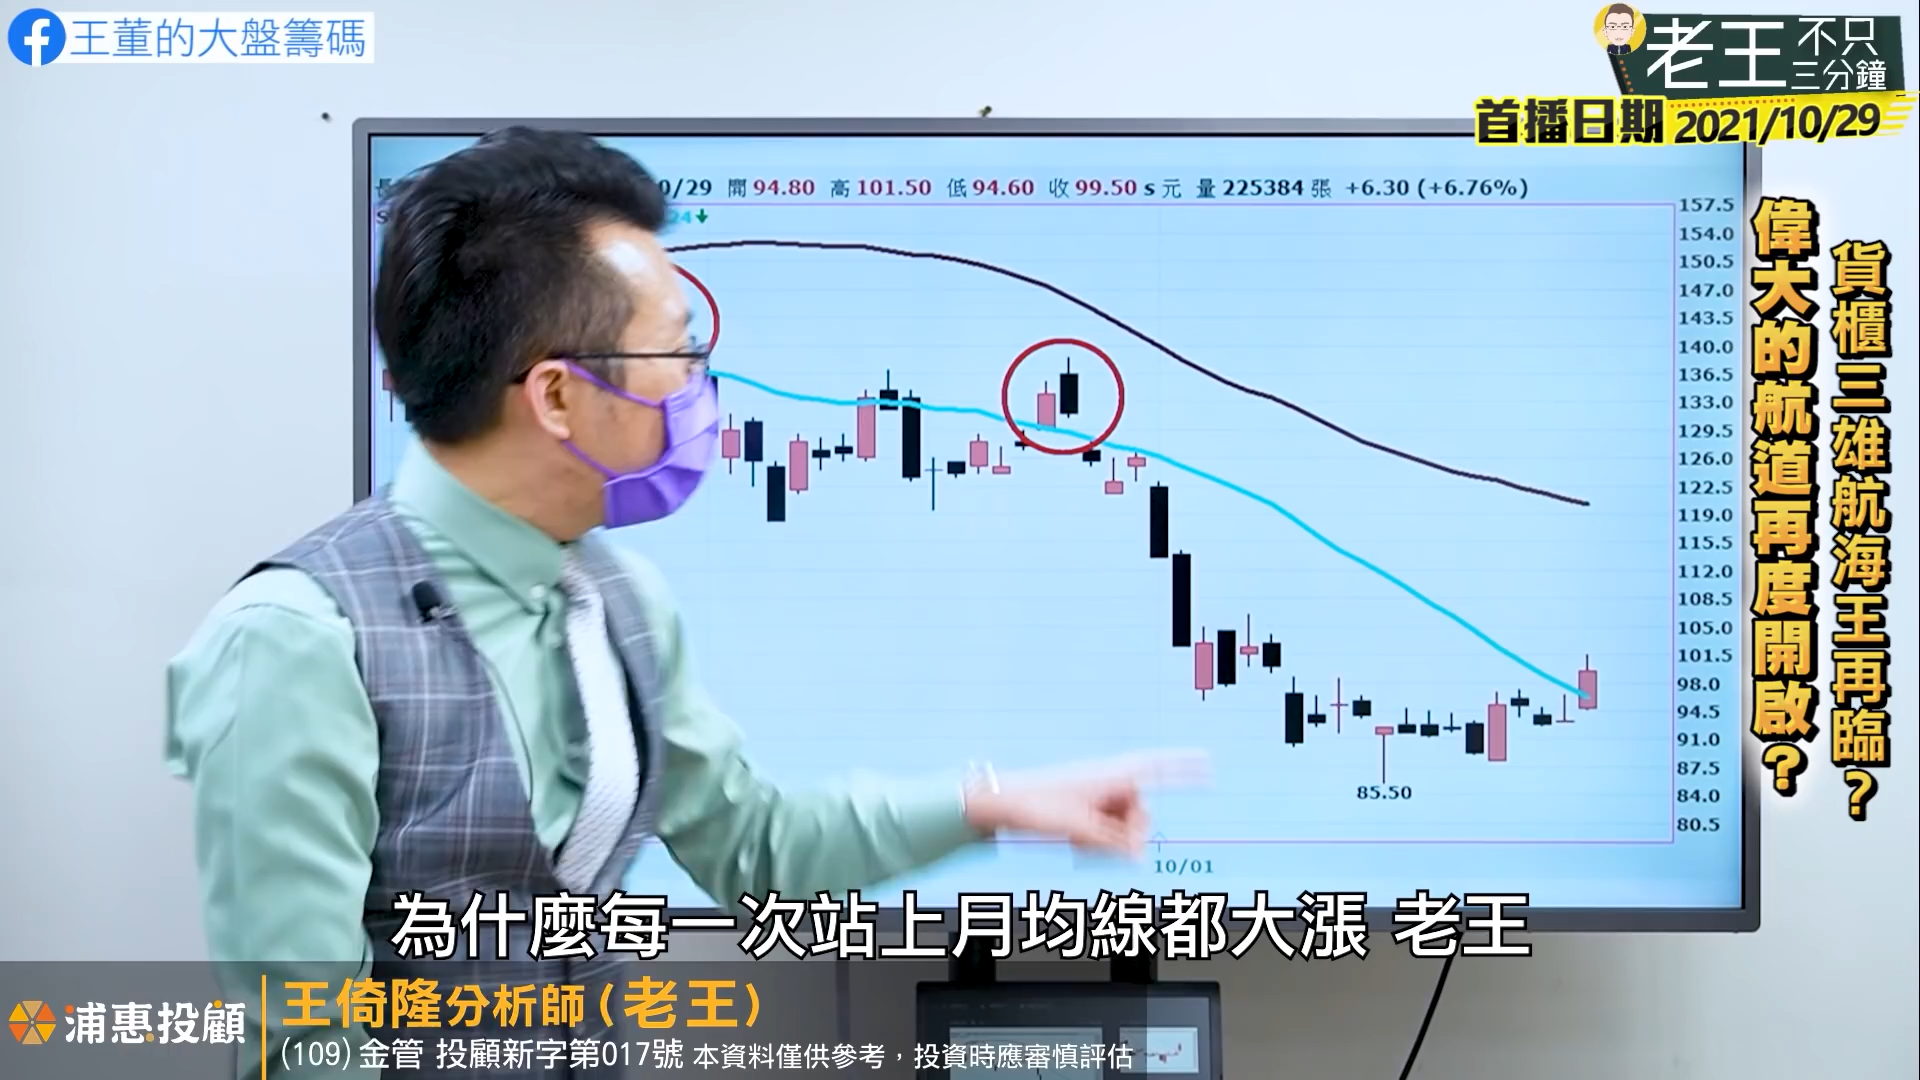 王董的大盤籌碼
老王不只三分鐘
首播日期 2021/10/29
偉大的航道再度開啟？
貨櫃三雄航海王再臨？
0/29 開 94.80 高 101.50 低 94.60 收 99.50 s 元 量 225384 張 +6.30 (+6.76%)
24↓
157.5
154.0
150.5
147.0
143.5
140.0
136.5
133.0
129.5
126.0
122.5
119.0
115.5
112.0
108.5
105.0
101.5
98.0
94.5
91.0
87.5
84.0
80.5
85.50
10/01
為什麼每一次站上月均線都大漲 老王
浦惠投顧
王倚隆分析師(老王)
(109) 金管 投顧新字第017號 本資料僅供參考，投資時應審慎評估